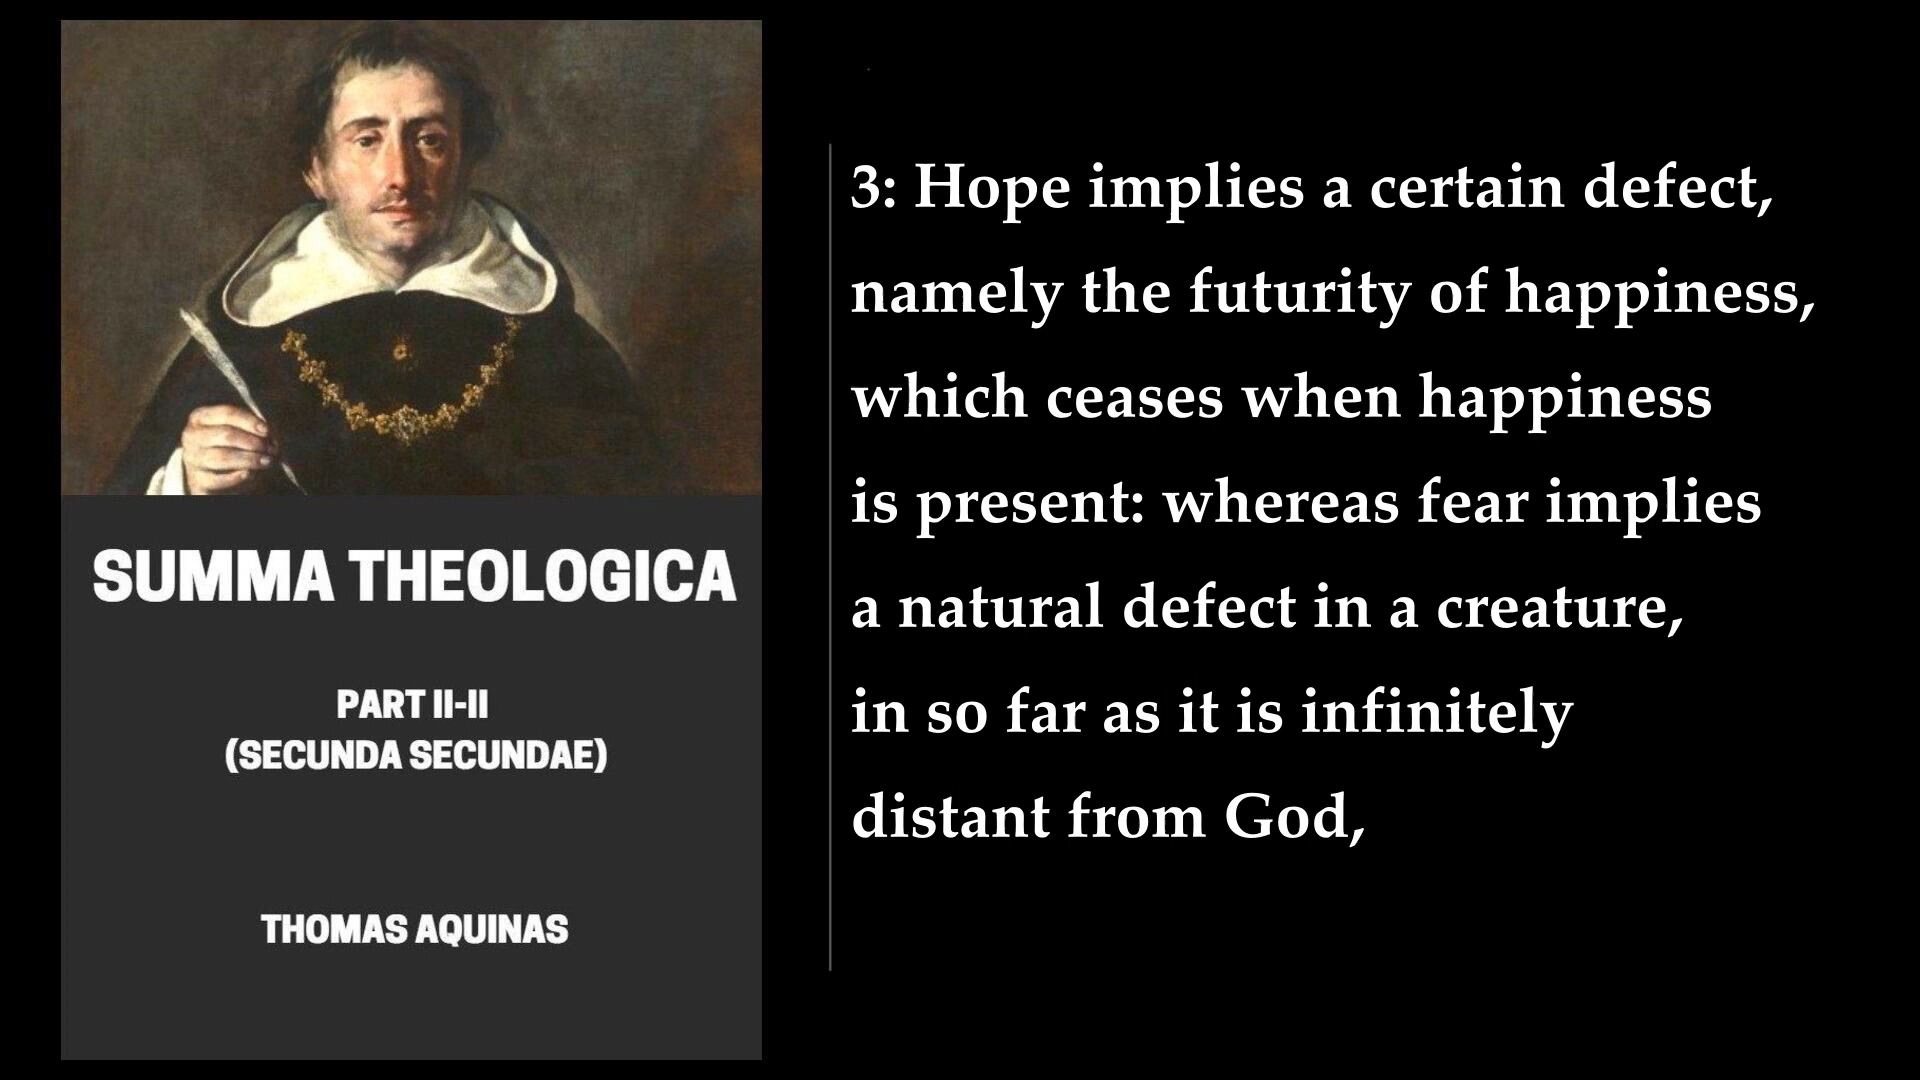 SUMMA THEOLOGICA
PART II-II
(SECUNDA SECUNDAE)
THOMAS AQUINAS
3: Hope implies a certain defect,
namely the futurity of happiness,
which ceases when happiness
is present: whereas fear implies
a natural defect in a creature,
in so far as it is infinitely
distant from God,